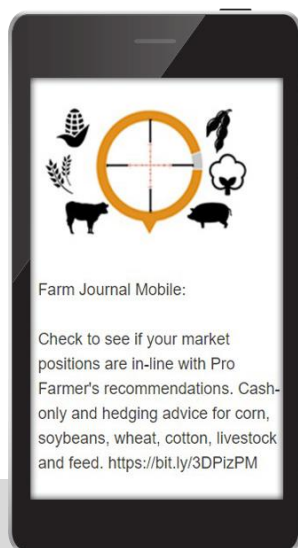 Farm Journal Mobile:
Check to see if your market
positions are in-line with Pro
Farmer's recommendations. Cash-
only and hedging advice for corn,
soybeans, wheat, cotton, livestock
and feed. https://bit.ly/3DPizPM